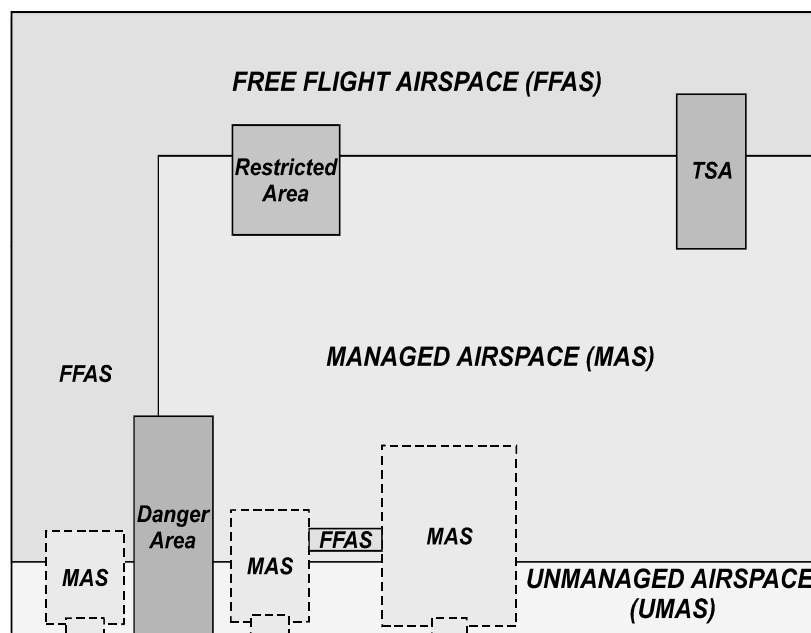 FREE FLIGHT AIRSPACE (FFAS)
Restricted
Area
TSA
MANAGED AIRSPACE (MAS)
FFAS
Danger
Area
MAS
MAS
FFAS
MAS
UNMANAGED AIRSPACE
(UMAS)